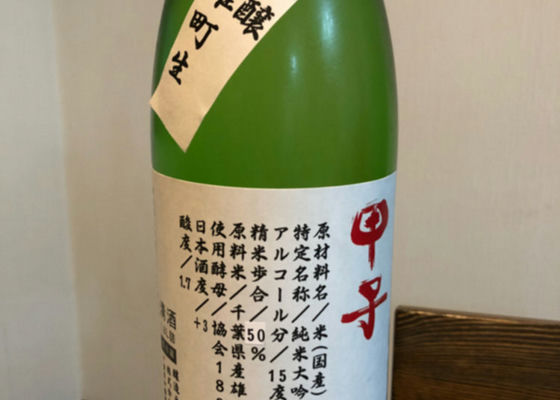 醸
町生
甲子
原材料名/米(国産)
特定名称/純米大吟
アルコール分/15度
精米歩合/50%
原料米/千葉県産雄
使用酵母/協会18
日本酒度/+3
酸度/1.7
酒